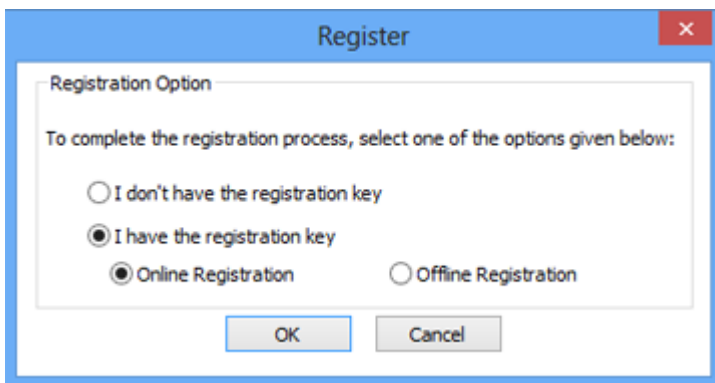 Register
Registration Option
To complete the registration process, select one of the options given below:
I don't have the registration key
I have the registration key
Online Registration Offline Registration
OK Cancel